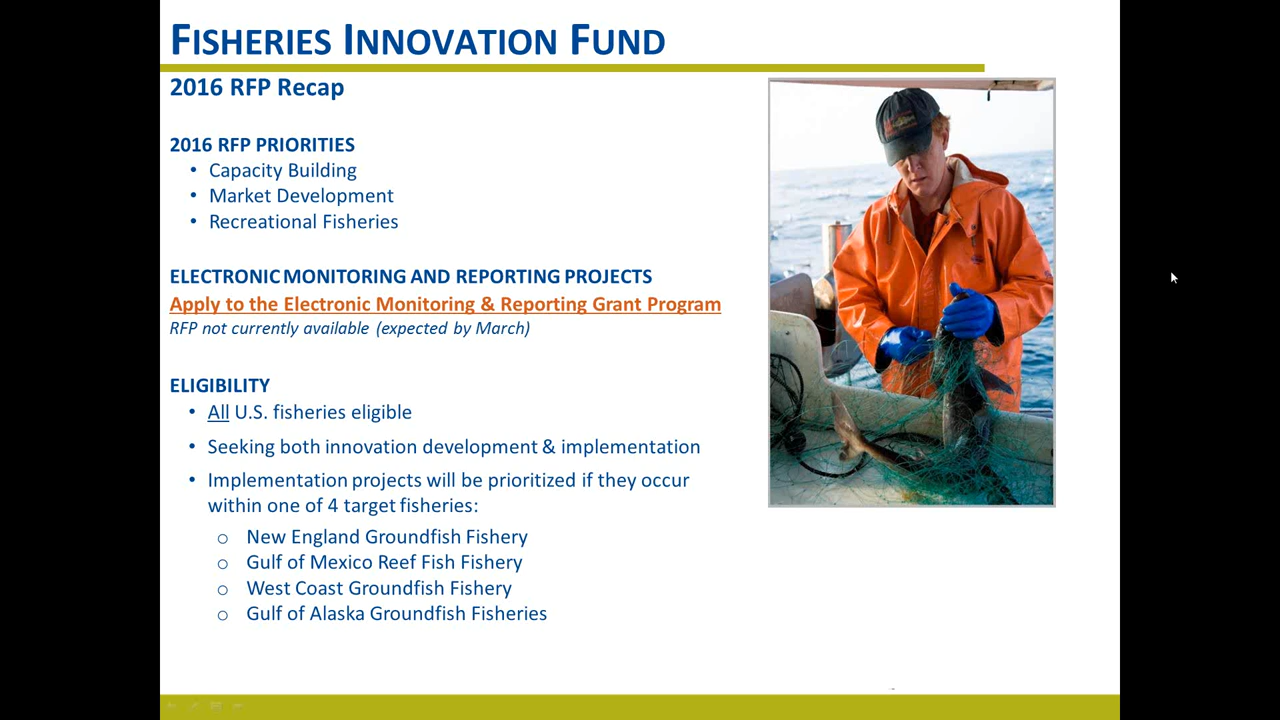 FISHERIES INNOVATION FUND
2016 RFP Recap
2016 RFP PRIORITIES
• Capacity Building
• Market Development
• Recreational Fisheries
ELECTRONIC MONITORING AND REPORTING PROJECTS
Apply to the Electronic Monitoring & Reporting Grant Program
RFP not currently available (expected by March)
ELIGIBILITY
• All U.S. fisheries eligible
• Seeking both innovation development & implementation
• Implementation projects will be prioritized if they occur
within one of 4 target fisheries:
o New England Groundfish Fishery
o Gulf of Mexico Reef Fish Fishery
o West Coast Groundfish Fishery
o Gulf of Alaska Groundfish Fisheries